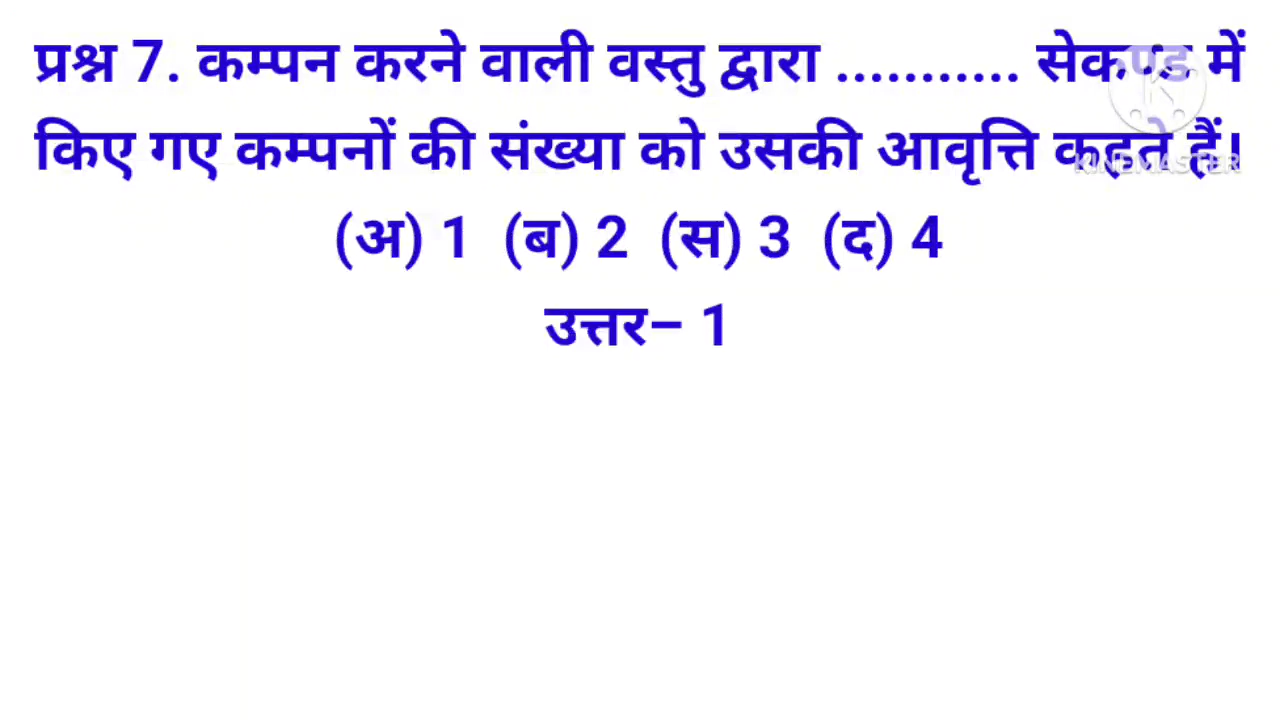 प्रश्न 7. कम्पन करने वाली वस्तु द्वारा ........... सेकण्ड में
किए गए कम्पनों की संख्या को उसकी आवृत्ति कहते हैं।
(अ) 1 (ब) 2 (स) 3 (द) 4
उत्तर– 1
KINEMASTER